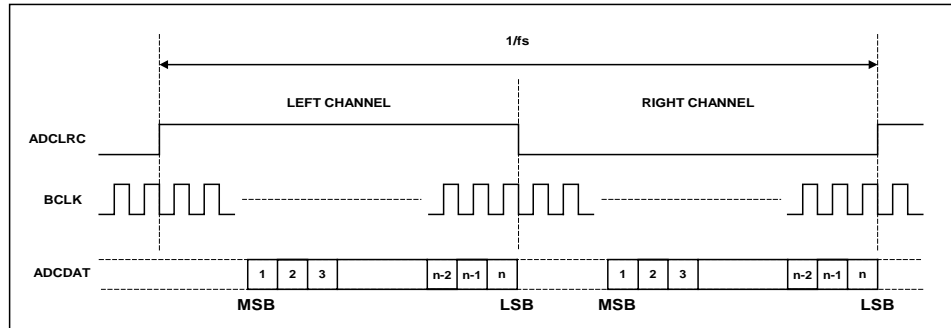 1/fs
LEFT CHANNEL RIGHT CHANNEL
ADCLRC
BCLK
ADCDAT 1 2 3 n-2 n-1 n 1 2 3 n-2 n-1 n
MSB LSB MSB LSB